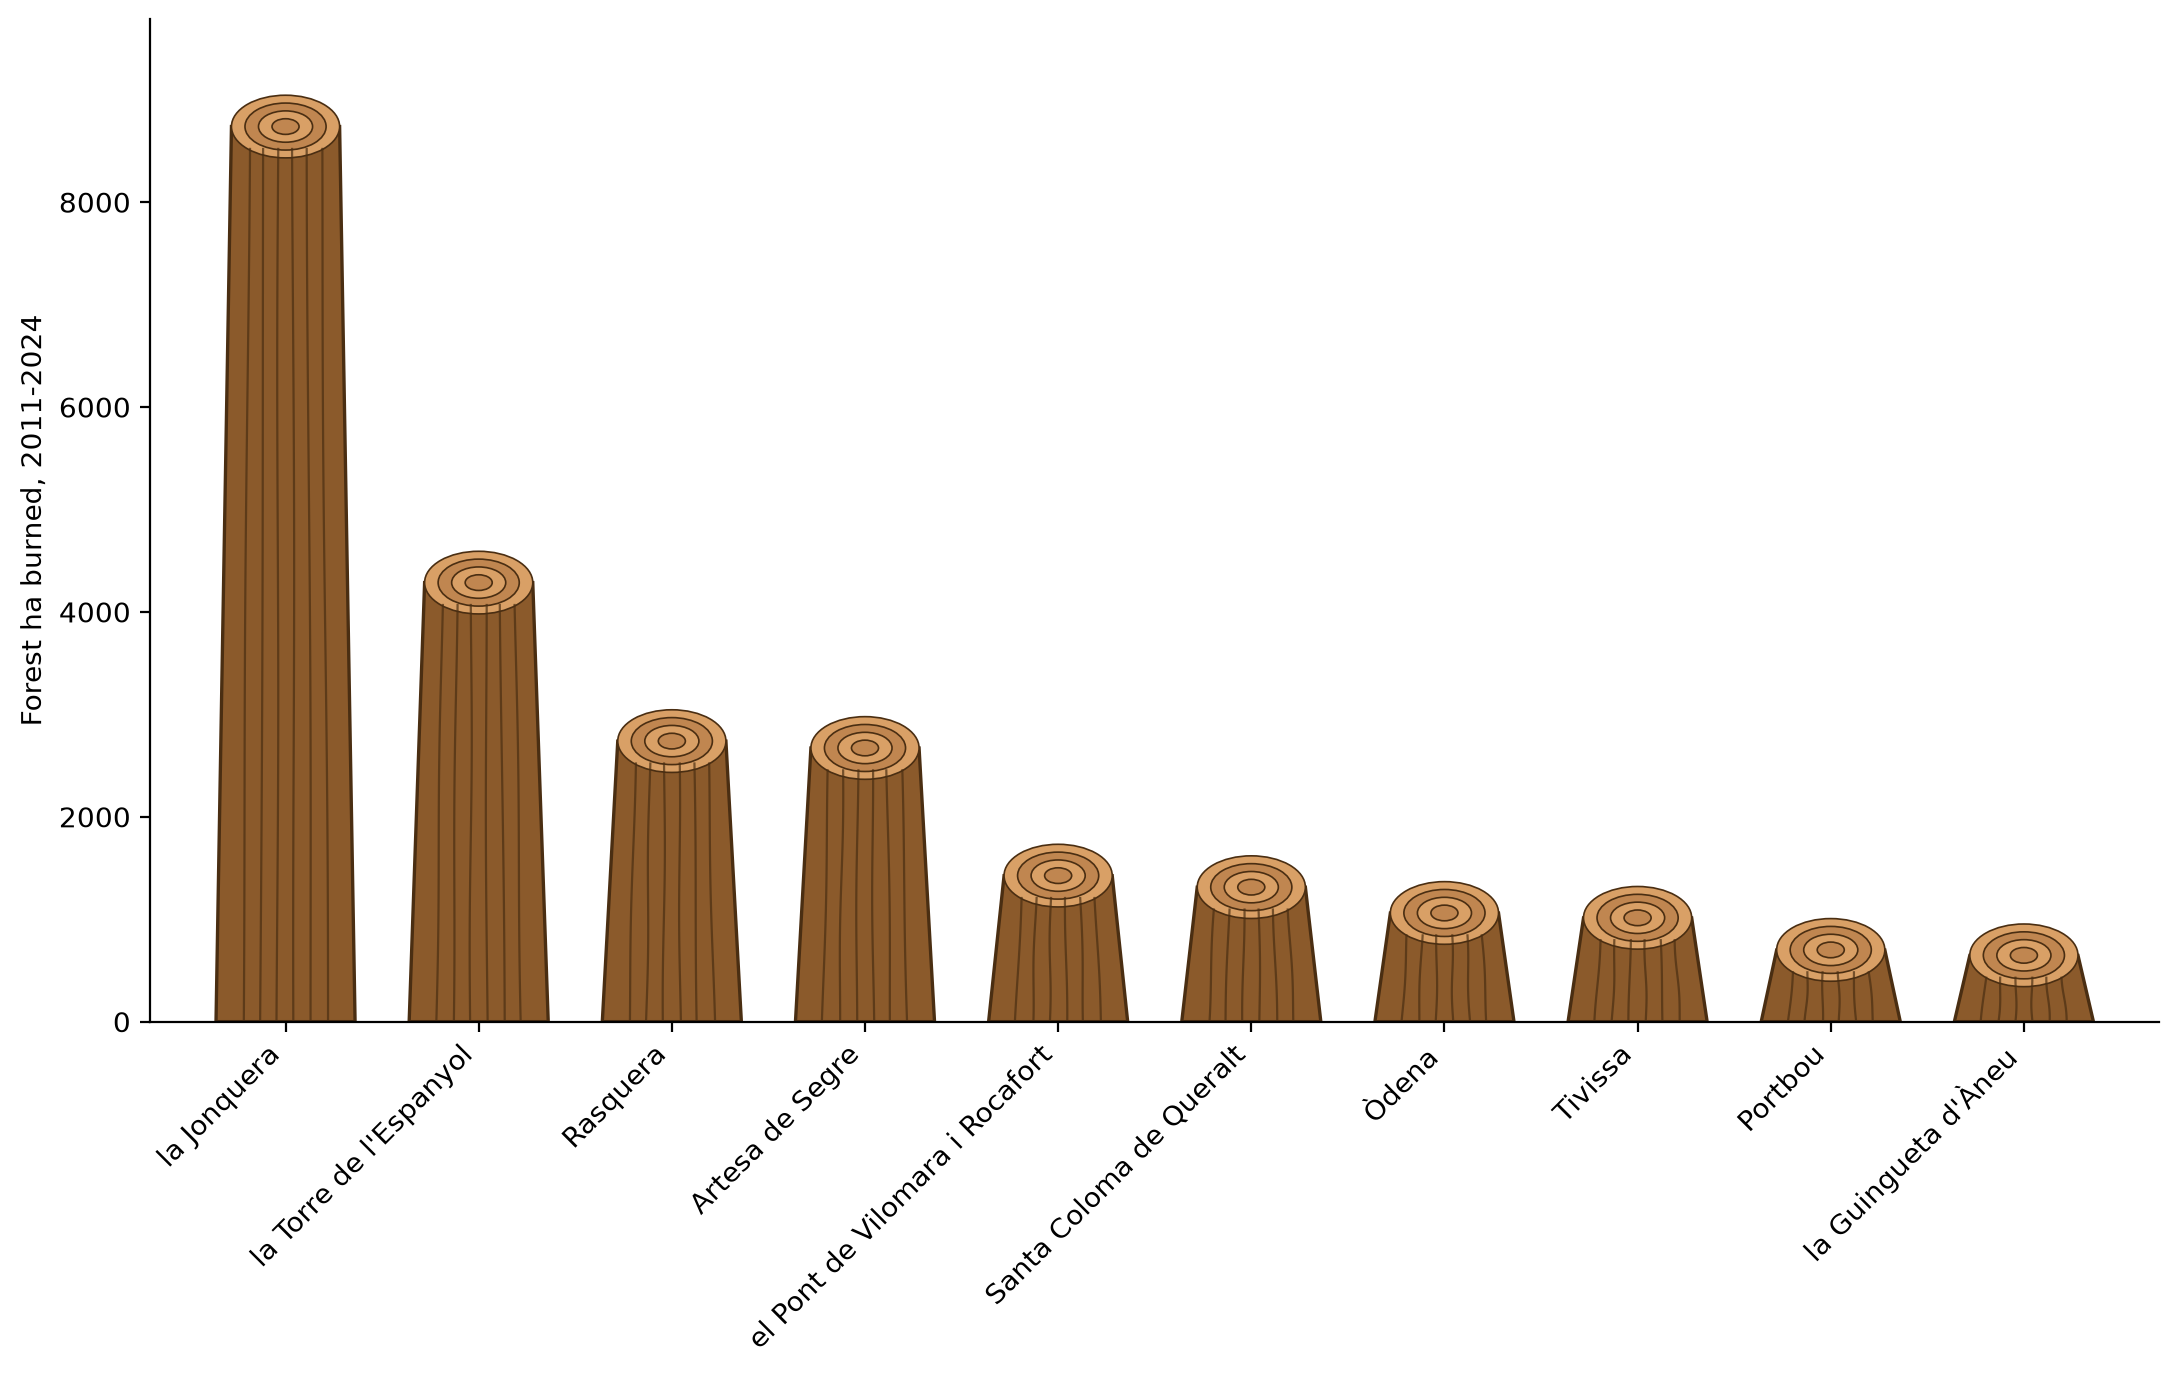 Forest ha burned, 2011-2024
8000
6000
4000
2000
0
la Jonquera
la Torre de l'Espanyol
Rasquera
Artesa de Segre
el Pont de Vilomara i Rocafort
Santa Coloma de Queralt
Òdena
Tivissa
Portbou
la Guingueta d'Àneu